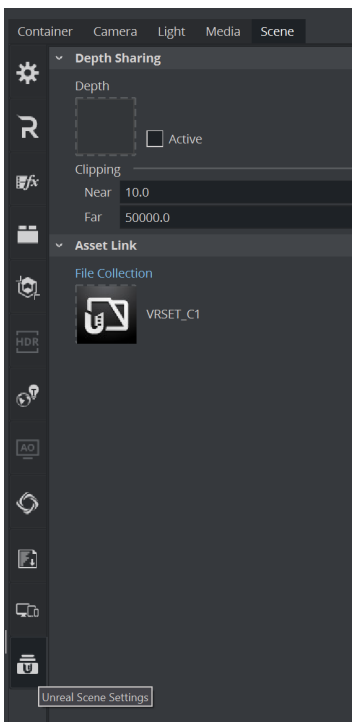 Container Camera Light Media Scene
Depth Sharing
Depth
Active
Clipping
Near 10.0
Far 50000.0
Asset Link
File Collection
VRSET_C1
R
fx
HDR
AO
Unreal Scene Settings